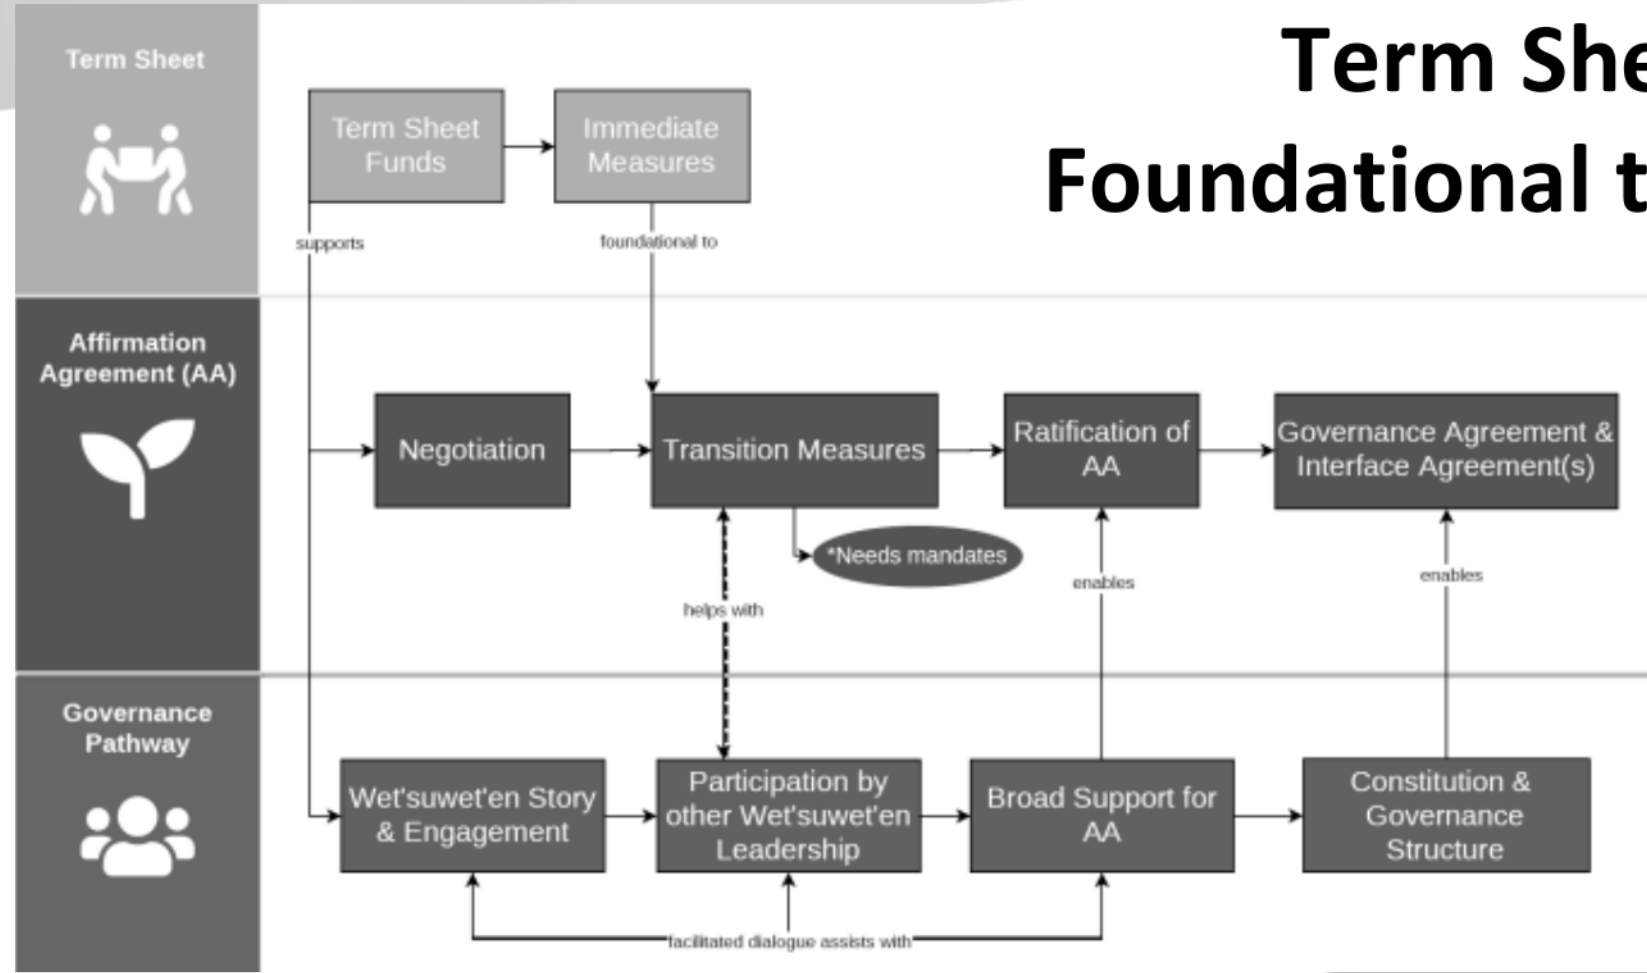 Term She
Foundational t
Term Sheet
Term Sheet
Funds
Immediate
Measures
supports
foundational to
Affirmation
Agreement (AA)
Negotiation
Transition Measures
Ratification of
AA
Governance Agreement &
Interface Agreement(s)
*Needs mandates
helps with
enables
enables
Governance
Pathway
Wet'suwet'en Story
& Engagement
Participation by
other Wet'suwet'en
Leadership
Broad Support for
AA
Constitution &
Governance
Structure
facilitated dialogue assists with